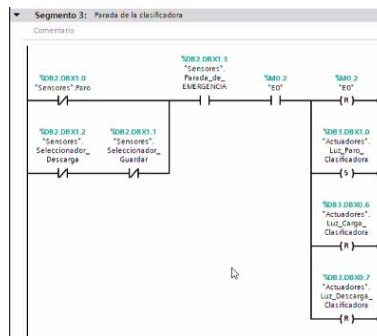 Segmento 3: Parada de la clasificadora
Comentario
%DB2.DBX1.3
"Sensores".
Parada_de_
EMERGENCIA
%DB2.DBX1.0
"Sensores".Paro
%M0.2
"E0"
%M0.2
"E0"
R
%DB2.DBX1.2
"Sensores".
Seleccionador_
Descarga
%DB2.DBX1.1
"Sensores".
Seleccionador_
Guardar
%DB3.DBX1.0
"Actuadores".
Luz_Paro_
Clasificadora
S
%DB3.DBX0.6
"Actuadores".
Luz_Carga_
Clasificadora
R
%DB3.DBX0.7
"Actuadores".
Luz_Descarga_
Clasificadora
R